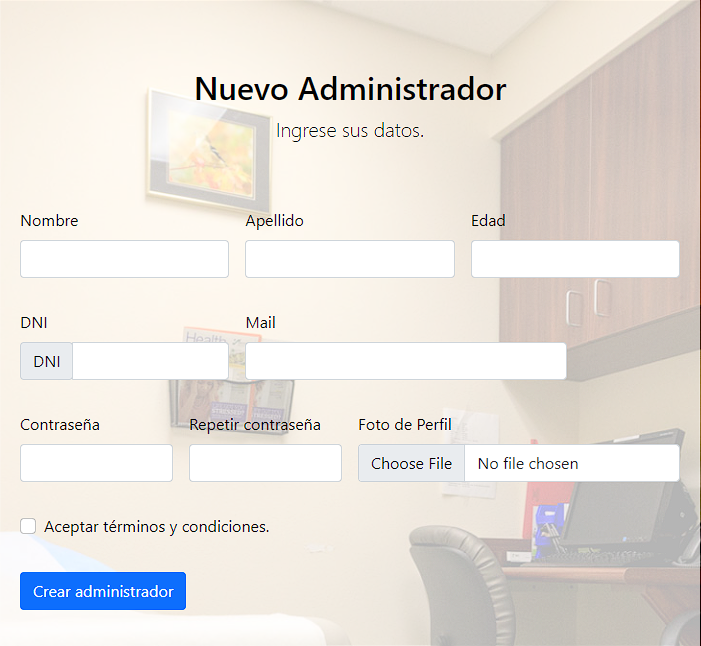 Nuevo Administrador
Ingrese sus datos.
Nombre Apellido Edad
DNI Mail
DNI
Health
Contraseña Repetir contraseña Foto de Perfil
Choose File No file chosen
Aceptar términos y condiciones.
Crear administrador